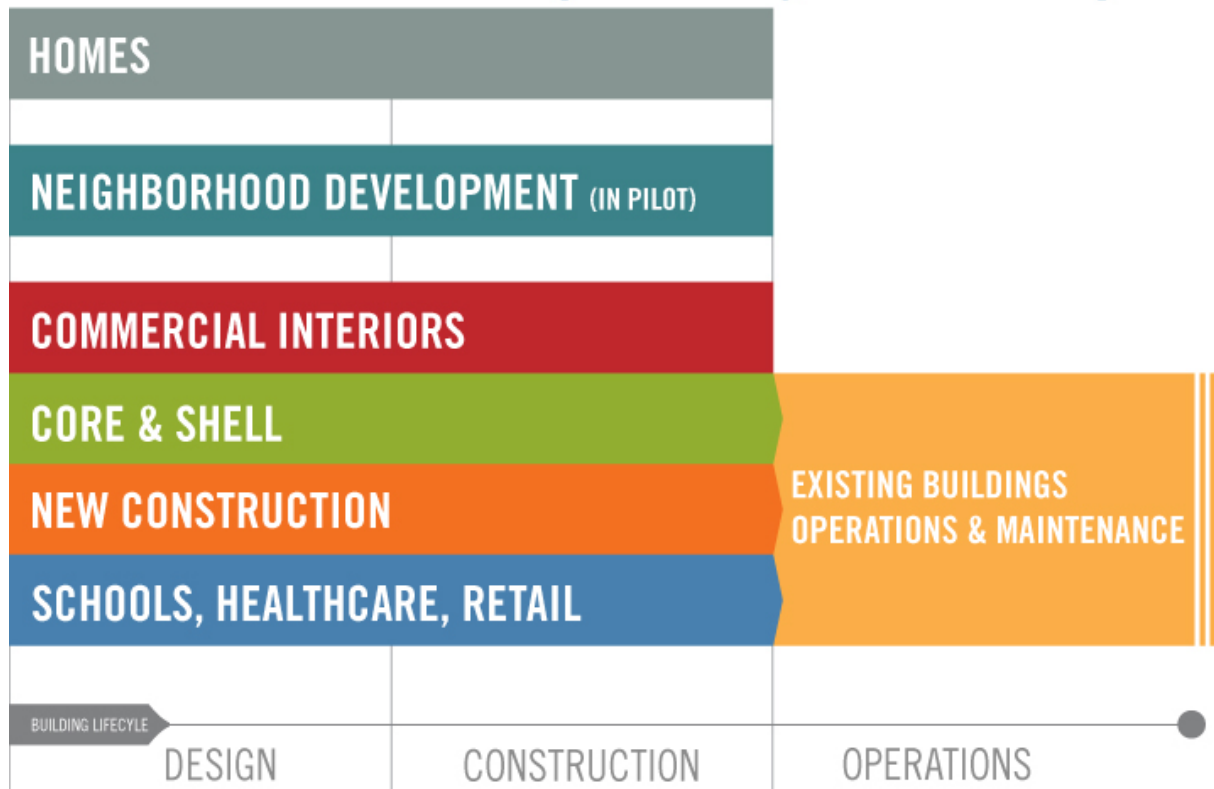 HOMES
NEIGHBORHOOD DEVELOPMENT (IN PILOT)
COMMERCIAL INTERIORS
CORE & SHELL
NEW CONSTRUCTION
SCHOOLS, HEALTHCARE, RETAIL
EXISTING BUILDINGS
OPERATIONS & MAINTENANCE
BUILDING LIFECYLE
DESIGN
CONSTRUCTION
OPERATIONS